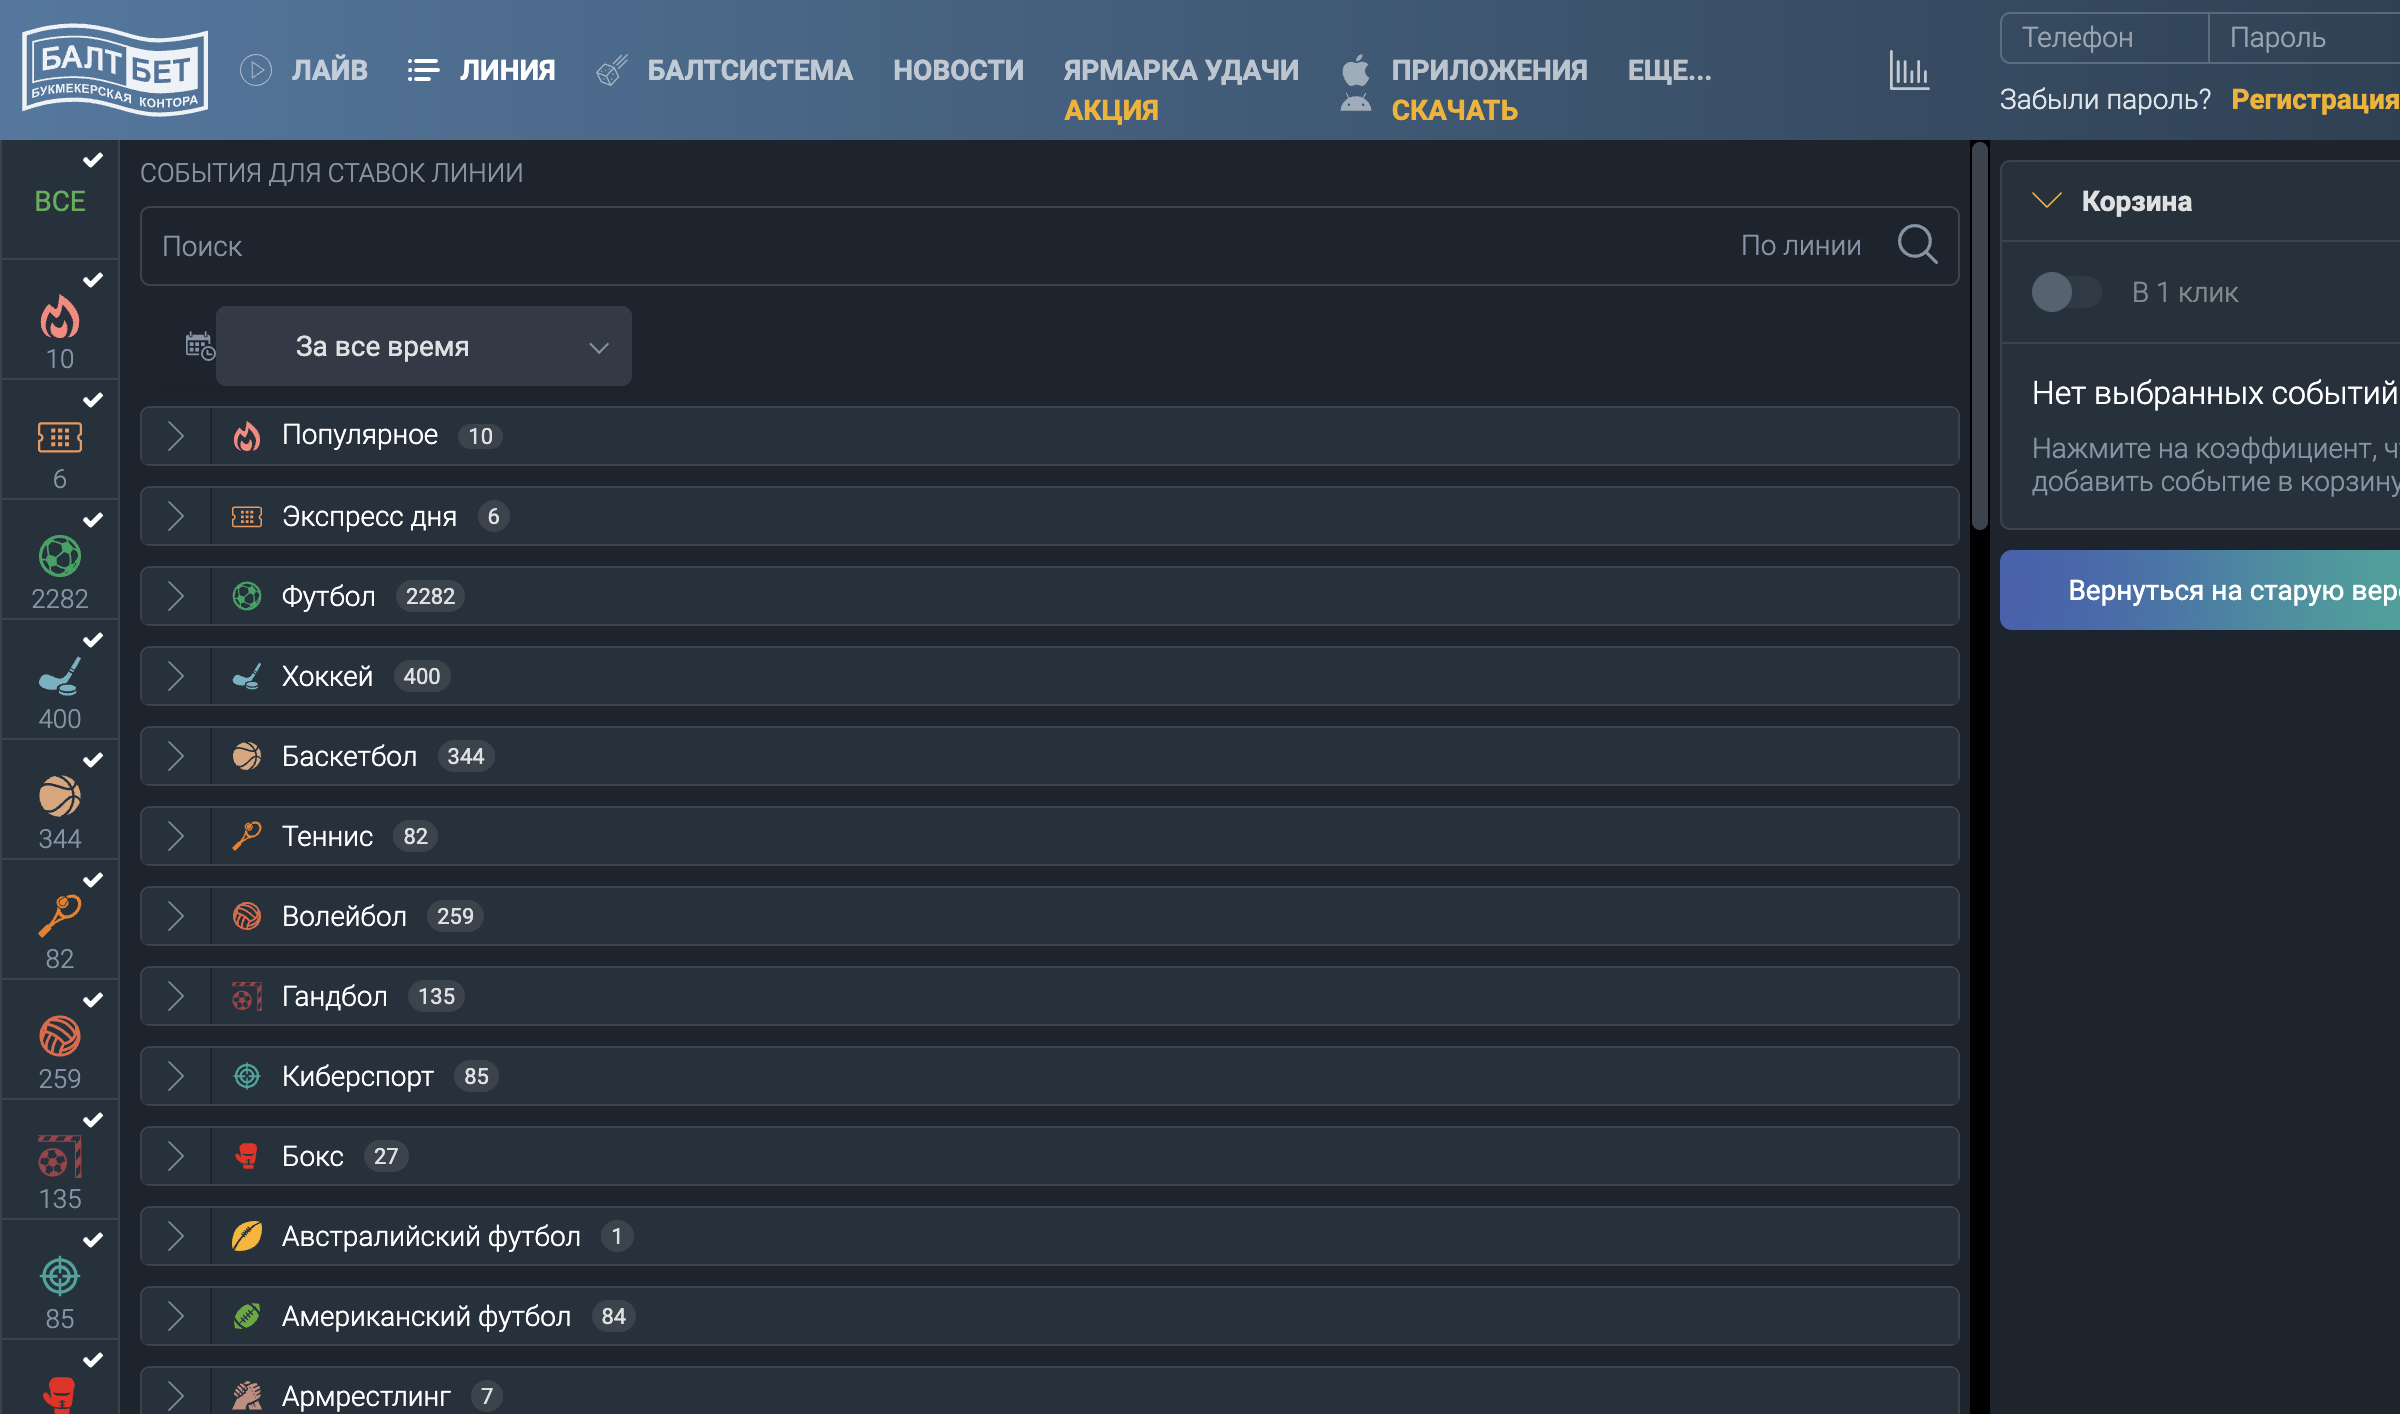 БАЛТ БЕТ
БУКМЕКЕРСКАЯ КОНТОРА
ЛАЙВ
ЛИНИЯ
БАЛТСИСТЕМА
НОВОСТИ
ЯРМАРКА УДАЧИ
АКЦИЯ
ПРИЛОЖЕНИЯ
СКАЧАТЬ
ЕЩЕ...
Телефон
Пароль
Забыли пароль?
Регистрация
ВСЕ
10
6
2282
400
344
82
259
135
85
СОБЫТИЯ ДЛЯ СТАВОК ЛИНИИ
Поиск
По линии
За все время
Популярное 10
Экспресс дня 6
Футбол 2282
Хоккей 400
Баскетбол 344
Теннис 82
Волейбол 259
Гандбол 135
Киберспорт 85
Бокс 27
Австралийский футбол 1
Американский футбол 84
Армрестлинг 7
Корзина
В 1 клик
Нет выбранных событий
Нажмите на коэффициент,
добавить событие в корзину
Вернуться на старую